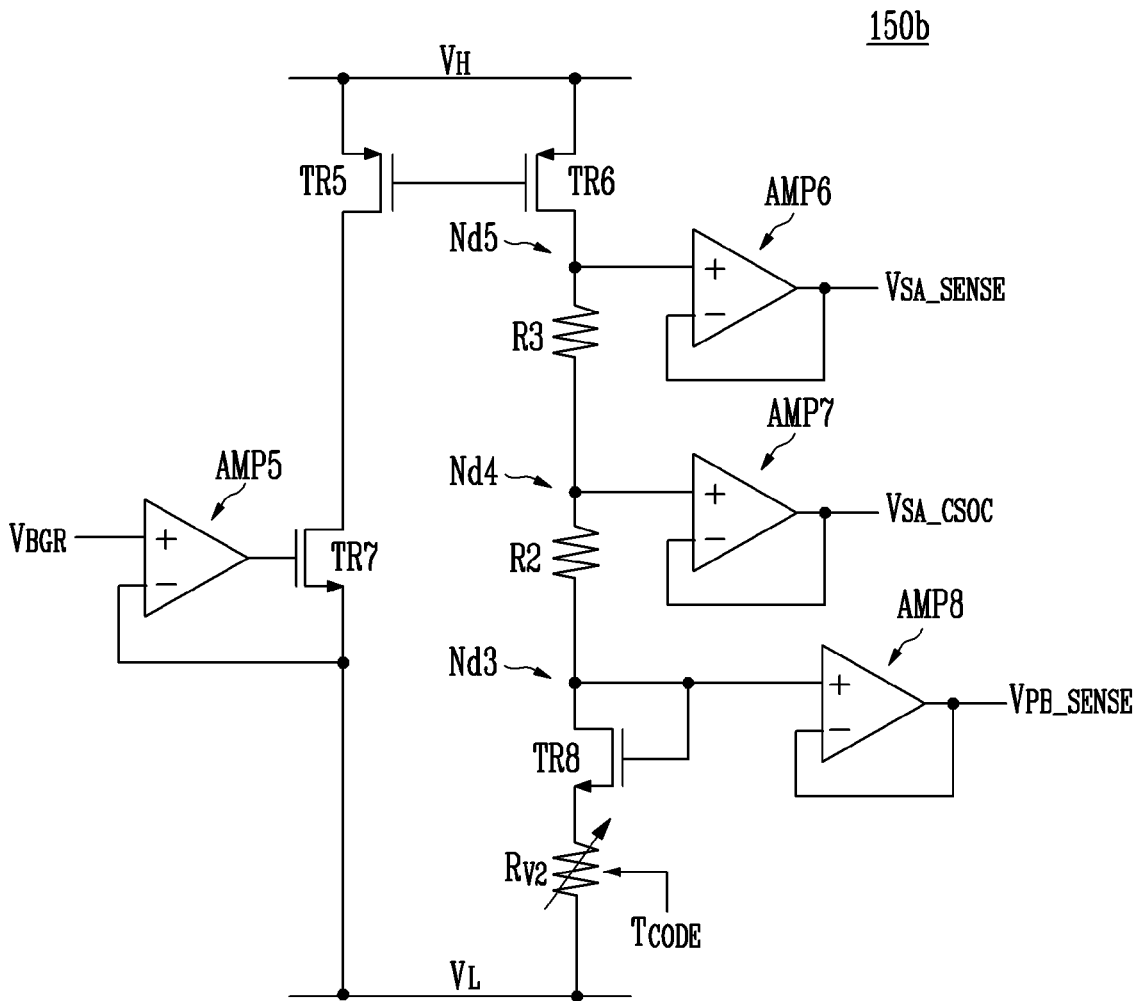 150b
VH
TR5
TR6
AMP6
Nd5
+
−
VSA_SENSE
R3
AMP7
Nd4
+
−
VSA_CSOC
AMP5
VBGR
+
−
TR7
R2
AMP8
Nd3
+
−
VPB_SENSE
TR8
RV2
TCODE
VL